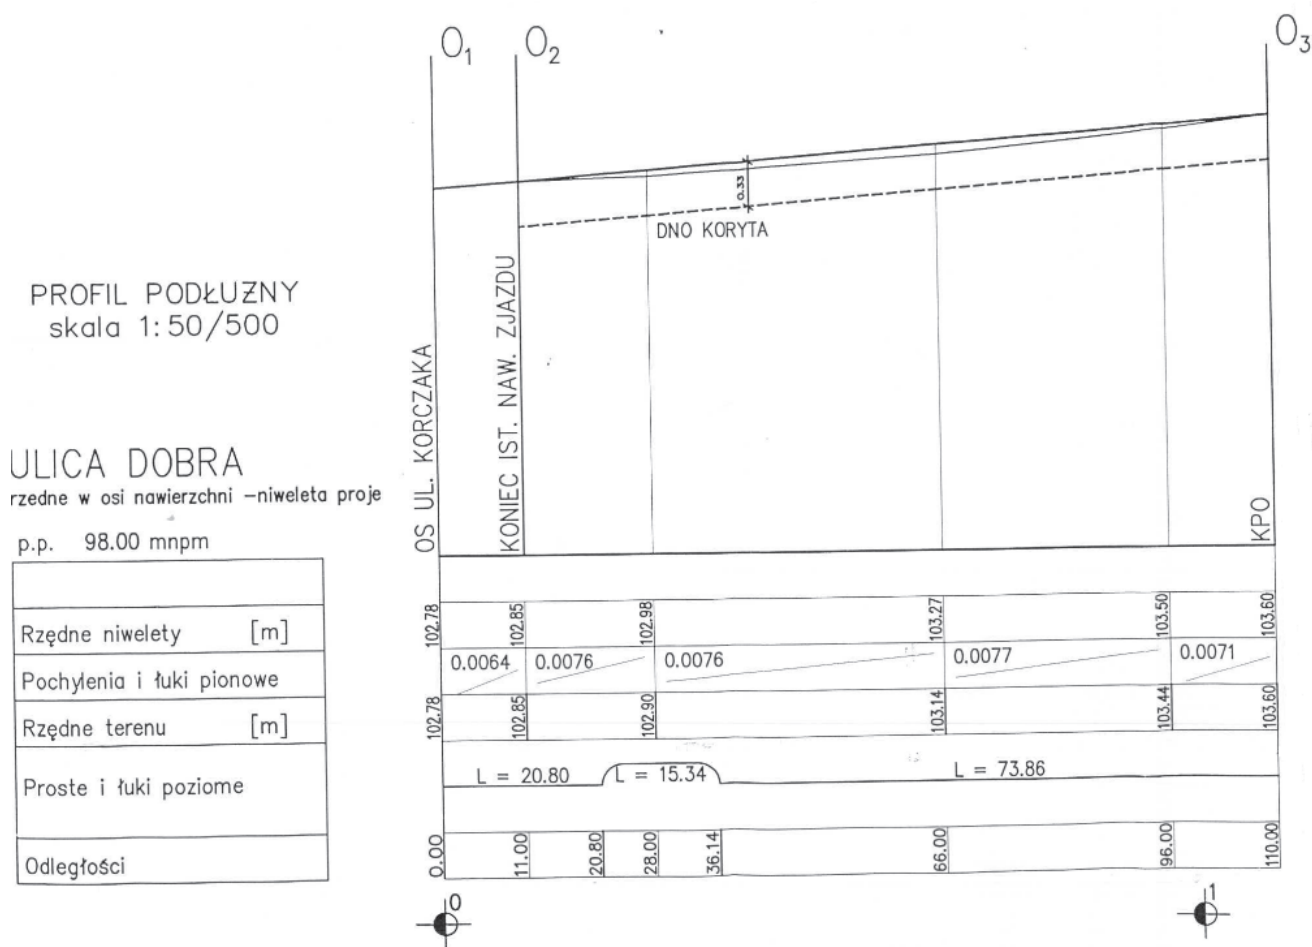 O1
O2
O3
0.33
DNO KORYTA
PROFIL PODŁUZNY
skala 1:50/500
OS UL. KORCZAKA
KONIEC IST. NAW. ZJAZDU
KPO
ULICA DOBRA
rzedne w osi nawierzchni –niweleta proje
p.p. 98.00 mnpm
Rzędne niwelety [m]
102.78 102.85 102.98 103.27 103.50 103.60
Pochylenia i łuki pionowe
0.0064 0.0076 0.0076 0.0077 0.0071
Rzędne terenu [m]
102.78 102.85 102.90 103.14 103.44 103.60
Proste i łuki poziome
L = 20.80 L = 15.34 L = 73.86
Odległości
0.00 11.00 20.80 28.00 36.14 66.00 96.00 110.00
0 1